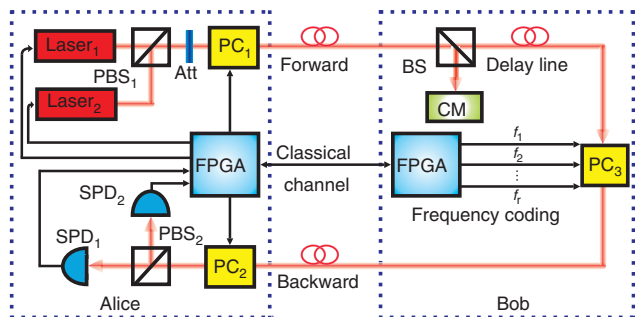 Laser₁
PBS₁
Att
PC₁
Forward
BS
Delay line
Laser₂
CM
FPGA
Classical
channel
FPGA
f₁
f₂
⋮
fᵣ
PC₃
SPD₂
Frequency coding
SPD₁
PBS₂
PC₂
Backward
Alice
Bob